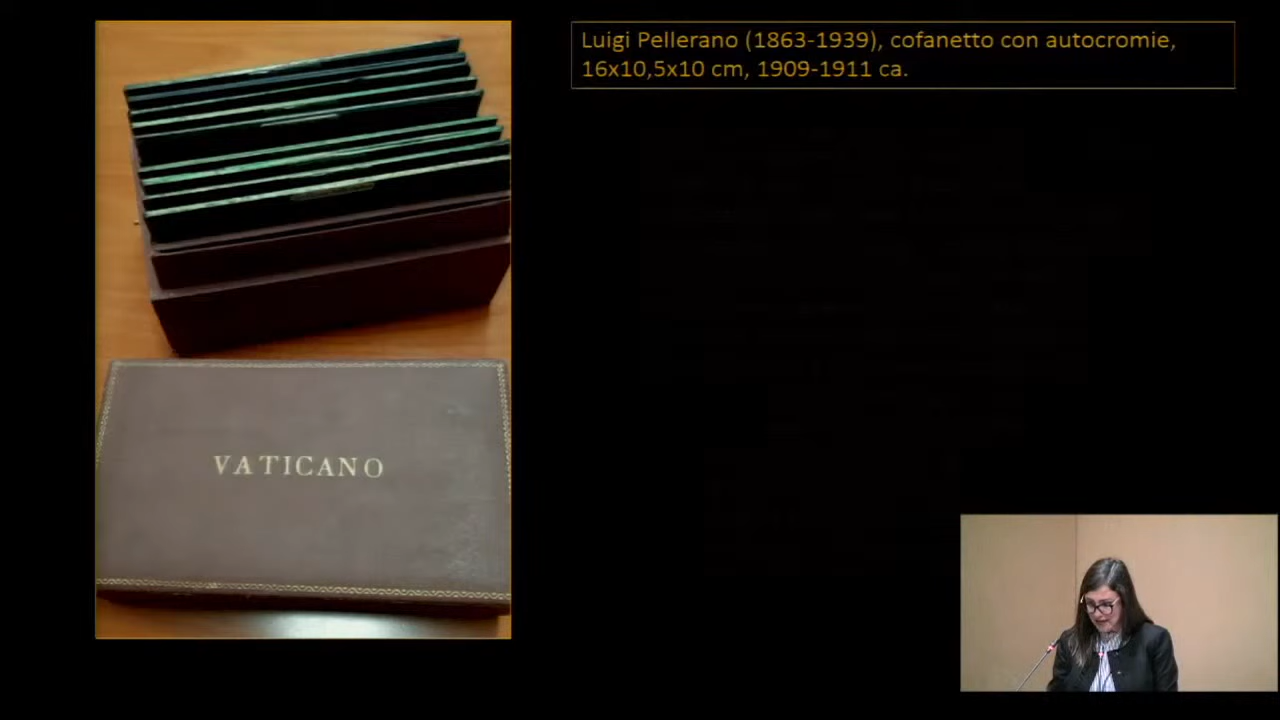 Luigi Pellerano (1863-1939), cofanetto con autocromie,
16x10,5x10 cm, 1909-1911 ca.
VATICANO